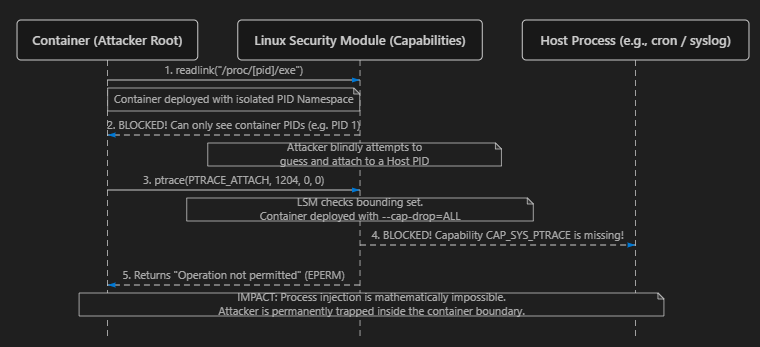 Container (Attacker Root)
Linux Security Module (Capabilities)
Host Process (e.g., cron / syslog)
1. readlink("/proc/[pid]/exe")
Container deployed with isolated PID Namespace
2. BLOCKED! Can only see container PIDs (e.g. PID 1)
Attacker blindly attempts to
guess and attach to a Host PID
3. ptrace(PTRACE_ATTACH, 1204, 0, 0)
LSM checks bounding set.
Container deployed with --cap-drop=ALL
4. BLOCKED! Capability CAP_SYS_PTRACE is missing!
5. Returns "Operation not permitted" (EPERM)
IMPACT: Process injection is mathematically impossible.
Attacker is permanently trapped inside the container boundary.